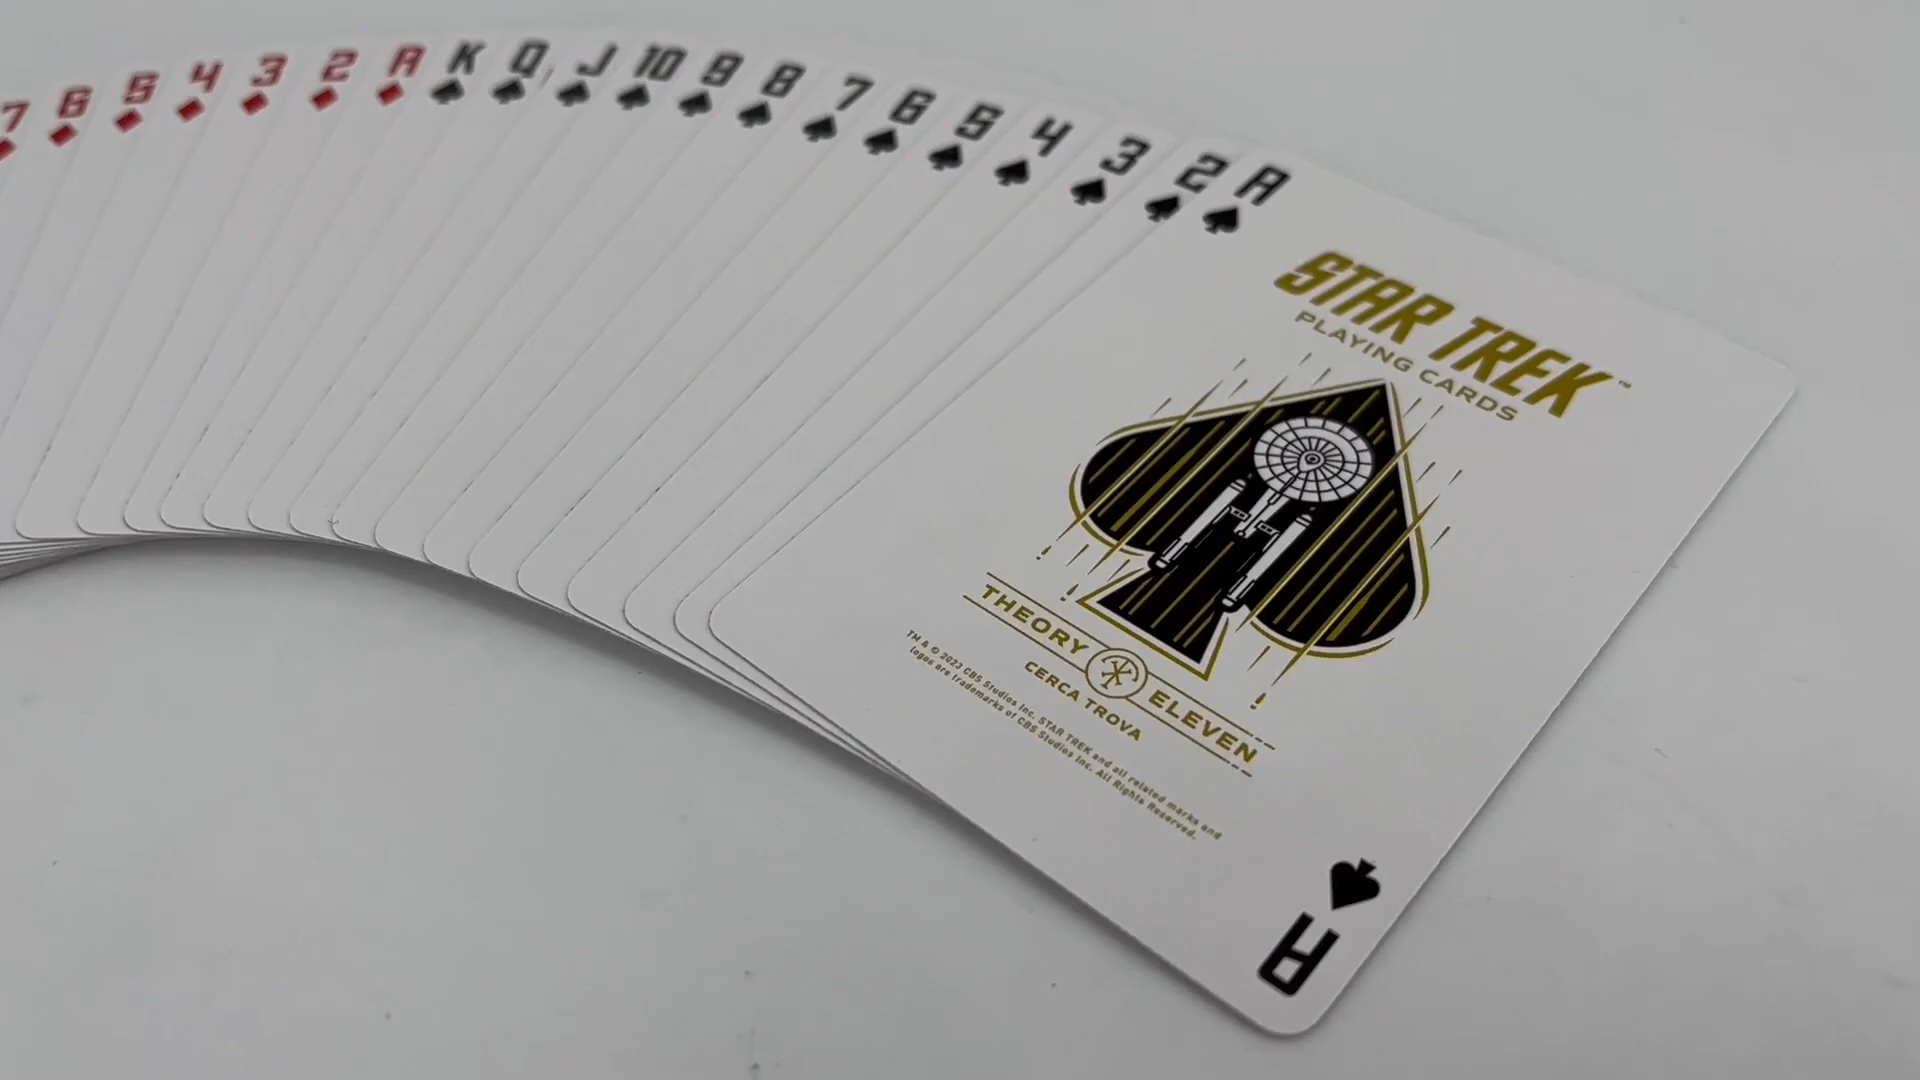 7 6 5 4 3 2 A K Q J 10 9 8 7 6 5 4 3 2 A
STAR TREK™
PLAYING CARDS
THEORY ELEVEN
CERCA TROVA
TM & © 2023 CBS Studios Inc. STAR TREK and all related marks and
logos are trademarks of CBS Studios Inc. All Rights Reserved.
A